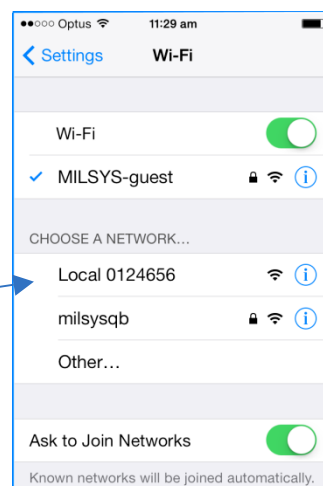 Optus 11:29 am
Settings Wi-Fi
Wi-Fi
MILSYS-guest
CHOOSE A NETWORK...
Local 0124656
milsysqb
Other...
Ask to Join Networks
Known networks will be joined automatically.